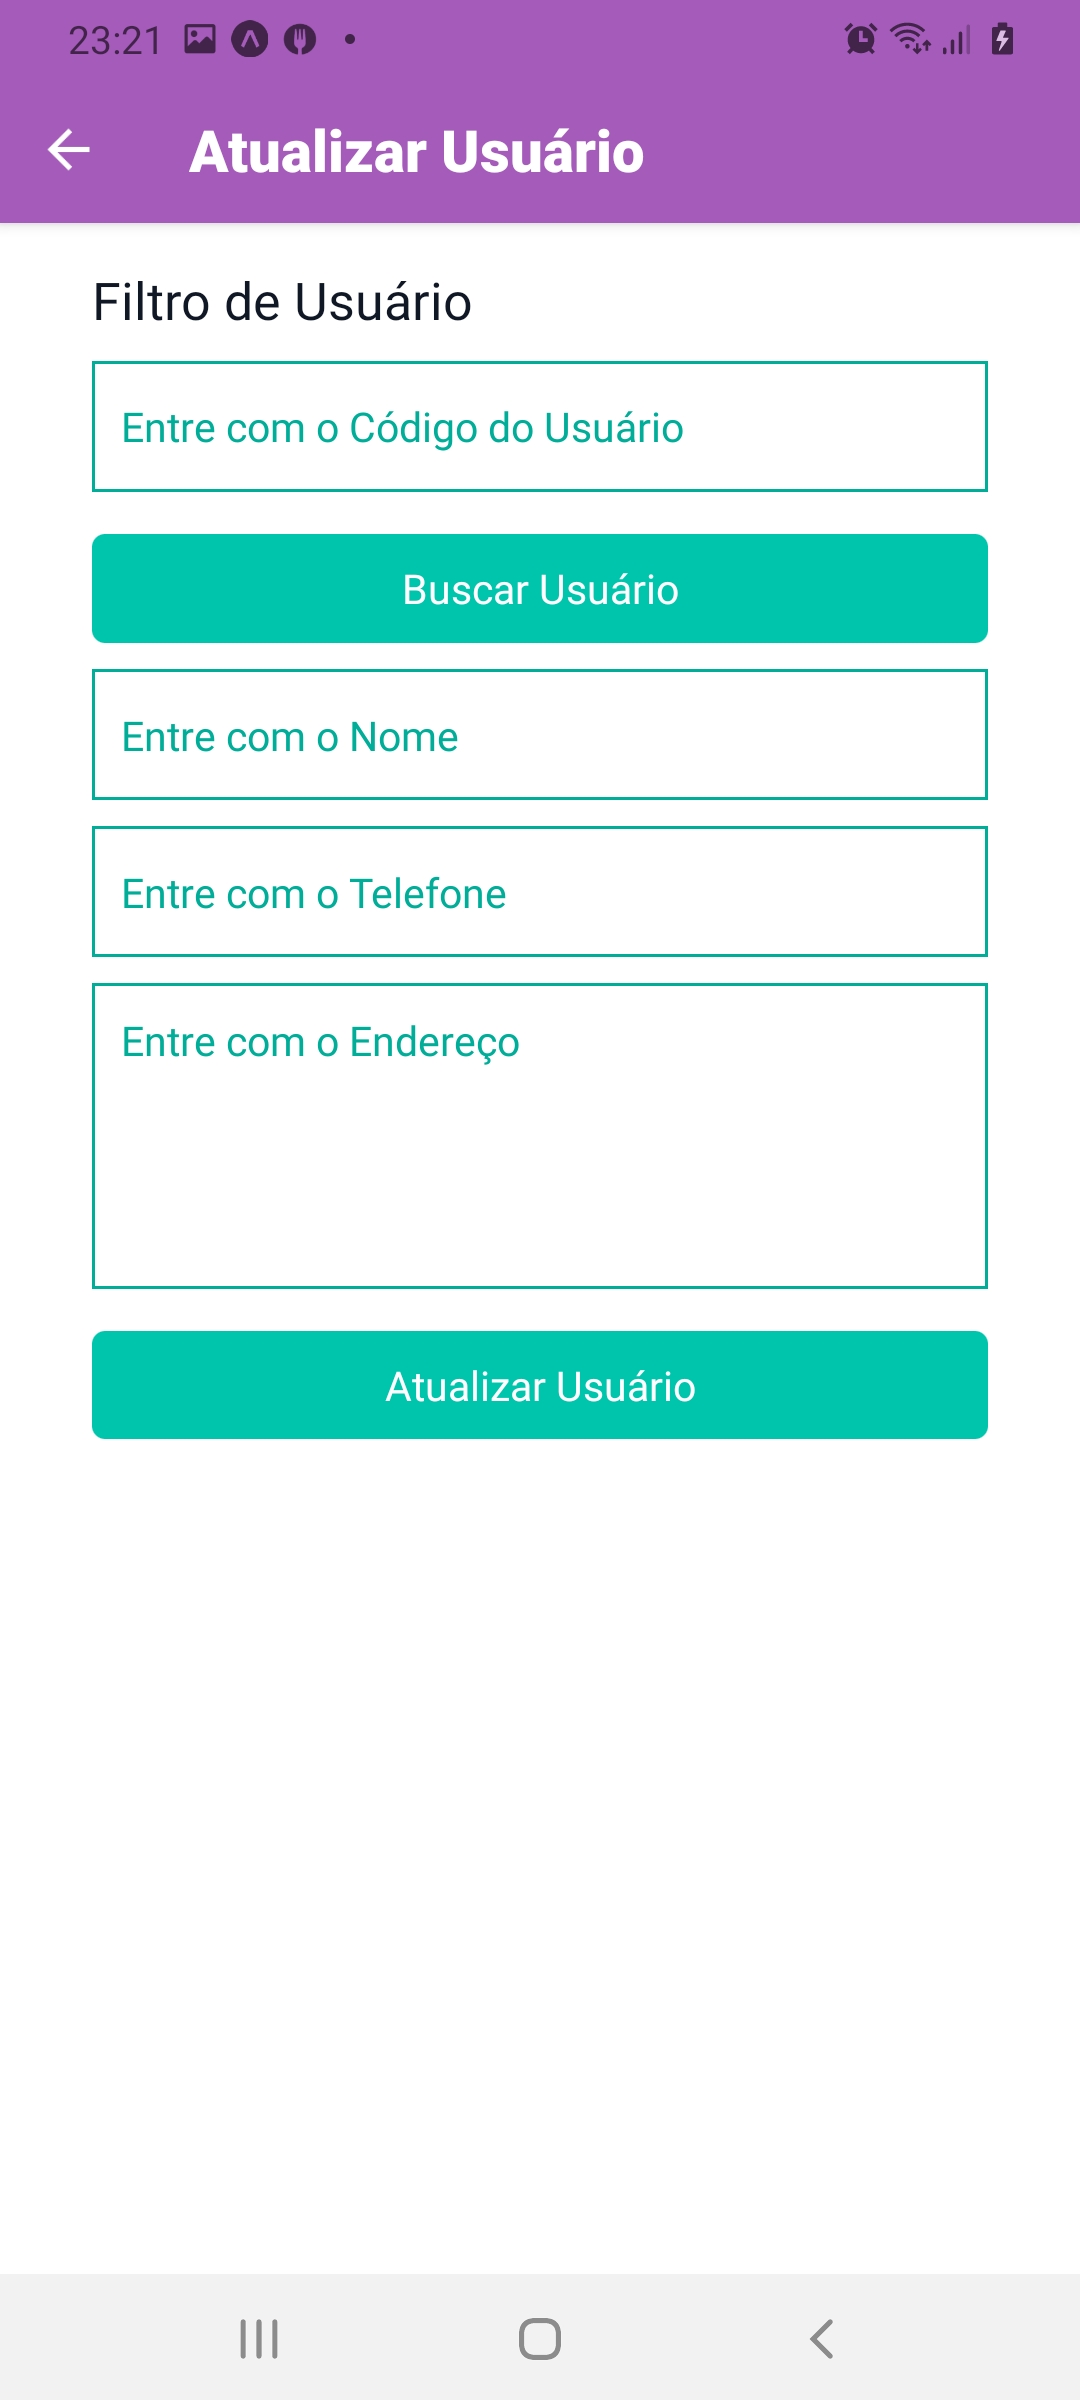 23:21
Atualizar Usuário
Filtro de Usuário
Entre com o Código do Usuário
Buscar Usuário
Entre com o Nome
Entre com o Telefone
Entre com o Endereço
Atualizar Usuário